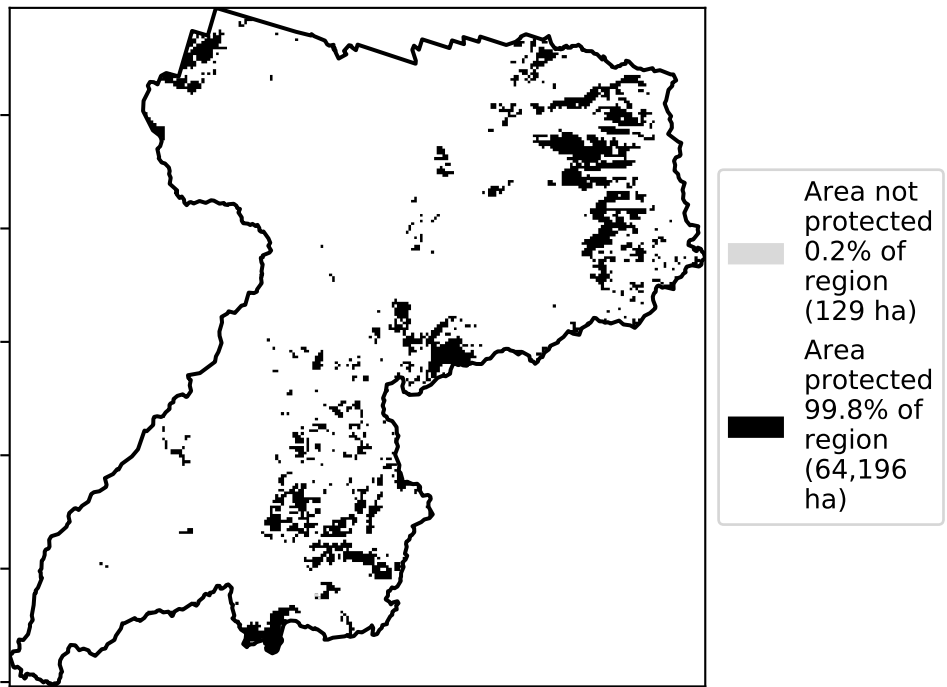 Area not
protected
0.2% of
region
(129 ha)
Area
protected
99.8% of
region
(64,196
ha)